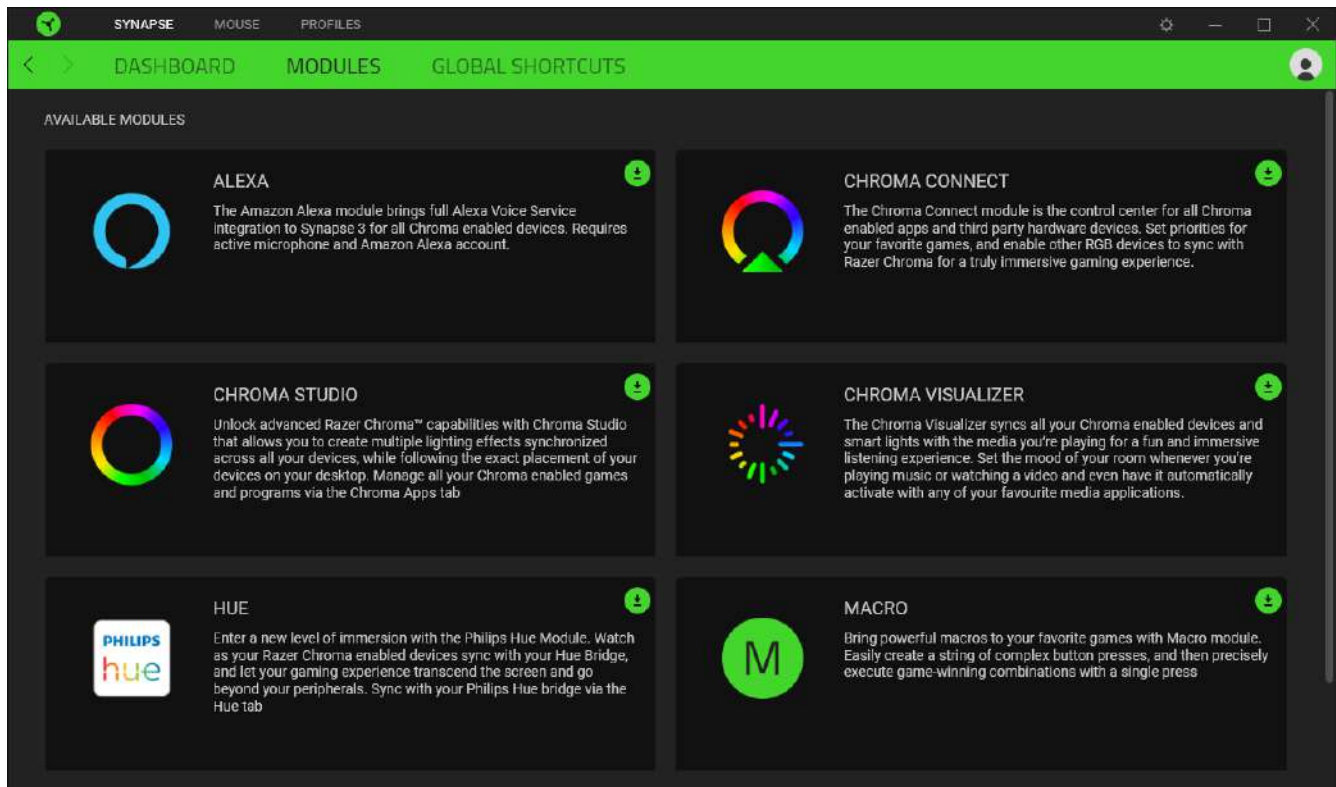 SYNAPSE MOUSE PROFILES
DASHBOARD MODULES GLOBAL SHORTCUTS
AVAILABLE MODULES
ALEXA
The Amazon Alexa module brings full Alexa Voice Service
integration to Synapse 3 for all Chroma enabled devices. Requires
active microphone and Amazon Alexa account.
CHROMA CONNECT
The Chroma Connect module is the control center for all Chroma
enabled apps and third party hardware devices. Set priorities for
your favorite games, and enable other RGB devices to sync with
Razer Chroma for a truly immersive gaming experience.
CHROMA STUDIO
Unlock advanced Razer Chroma™ capabilities with Chroma Studio
that allows you to create multiple lighting effects synchronized
across all your devices, while following the exact placement of your
devices on your desktop. Manage all your Chroma enabled games
and programs via the Chroma Apps tab
CHROMA VISUALIZER
The Chroma Visualizer syncs all your Chroma enabled devices and
smart lights with the media you're playing for a fun and immersive
listening experience. Set the mood of your room whenever you're
playing music or watching a video and even have it automatically
activate with any of your favourite media applications.
PHILIPS
hue
HUE
Enter a new level of immersion with the Philips Hue Module. Watch
as your Razer Chroma enabled devices sync with your Hue Bridge,
and let your gaming experience transcend the screen and go
beyond your peripherals. Sync with your Philips Hue bridge via the
Hue tab
M
MACRO
Bring powerful macros to your favorite games with Macro module.
Easily create a string of complex button presses, and then precisely
execute game-winning combinations with a single press